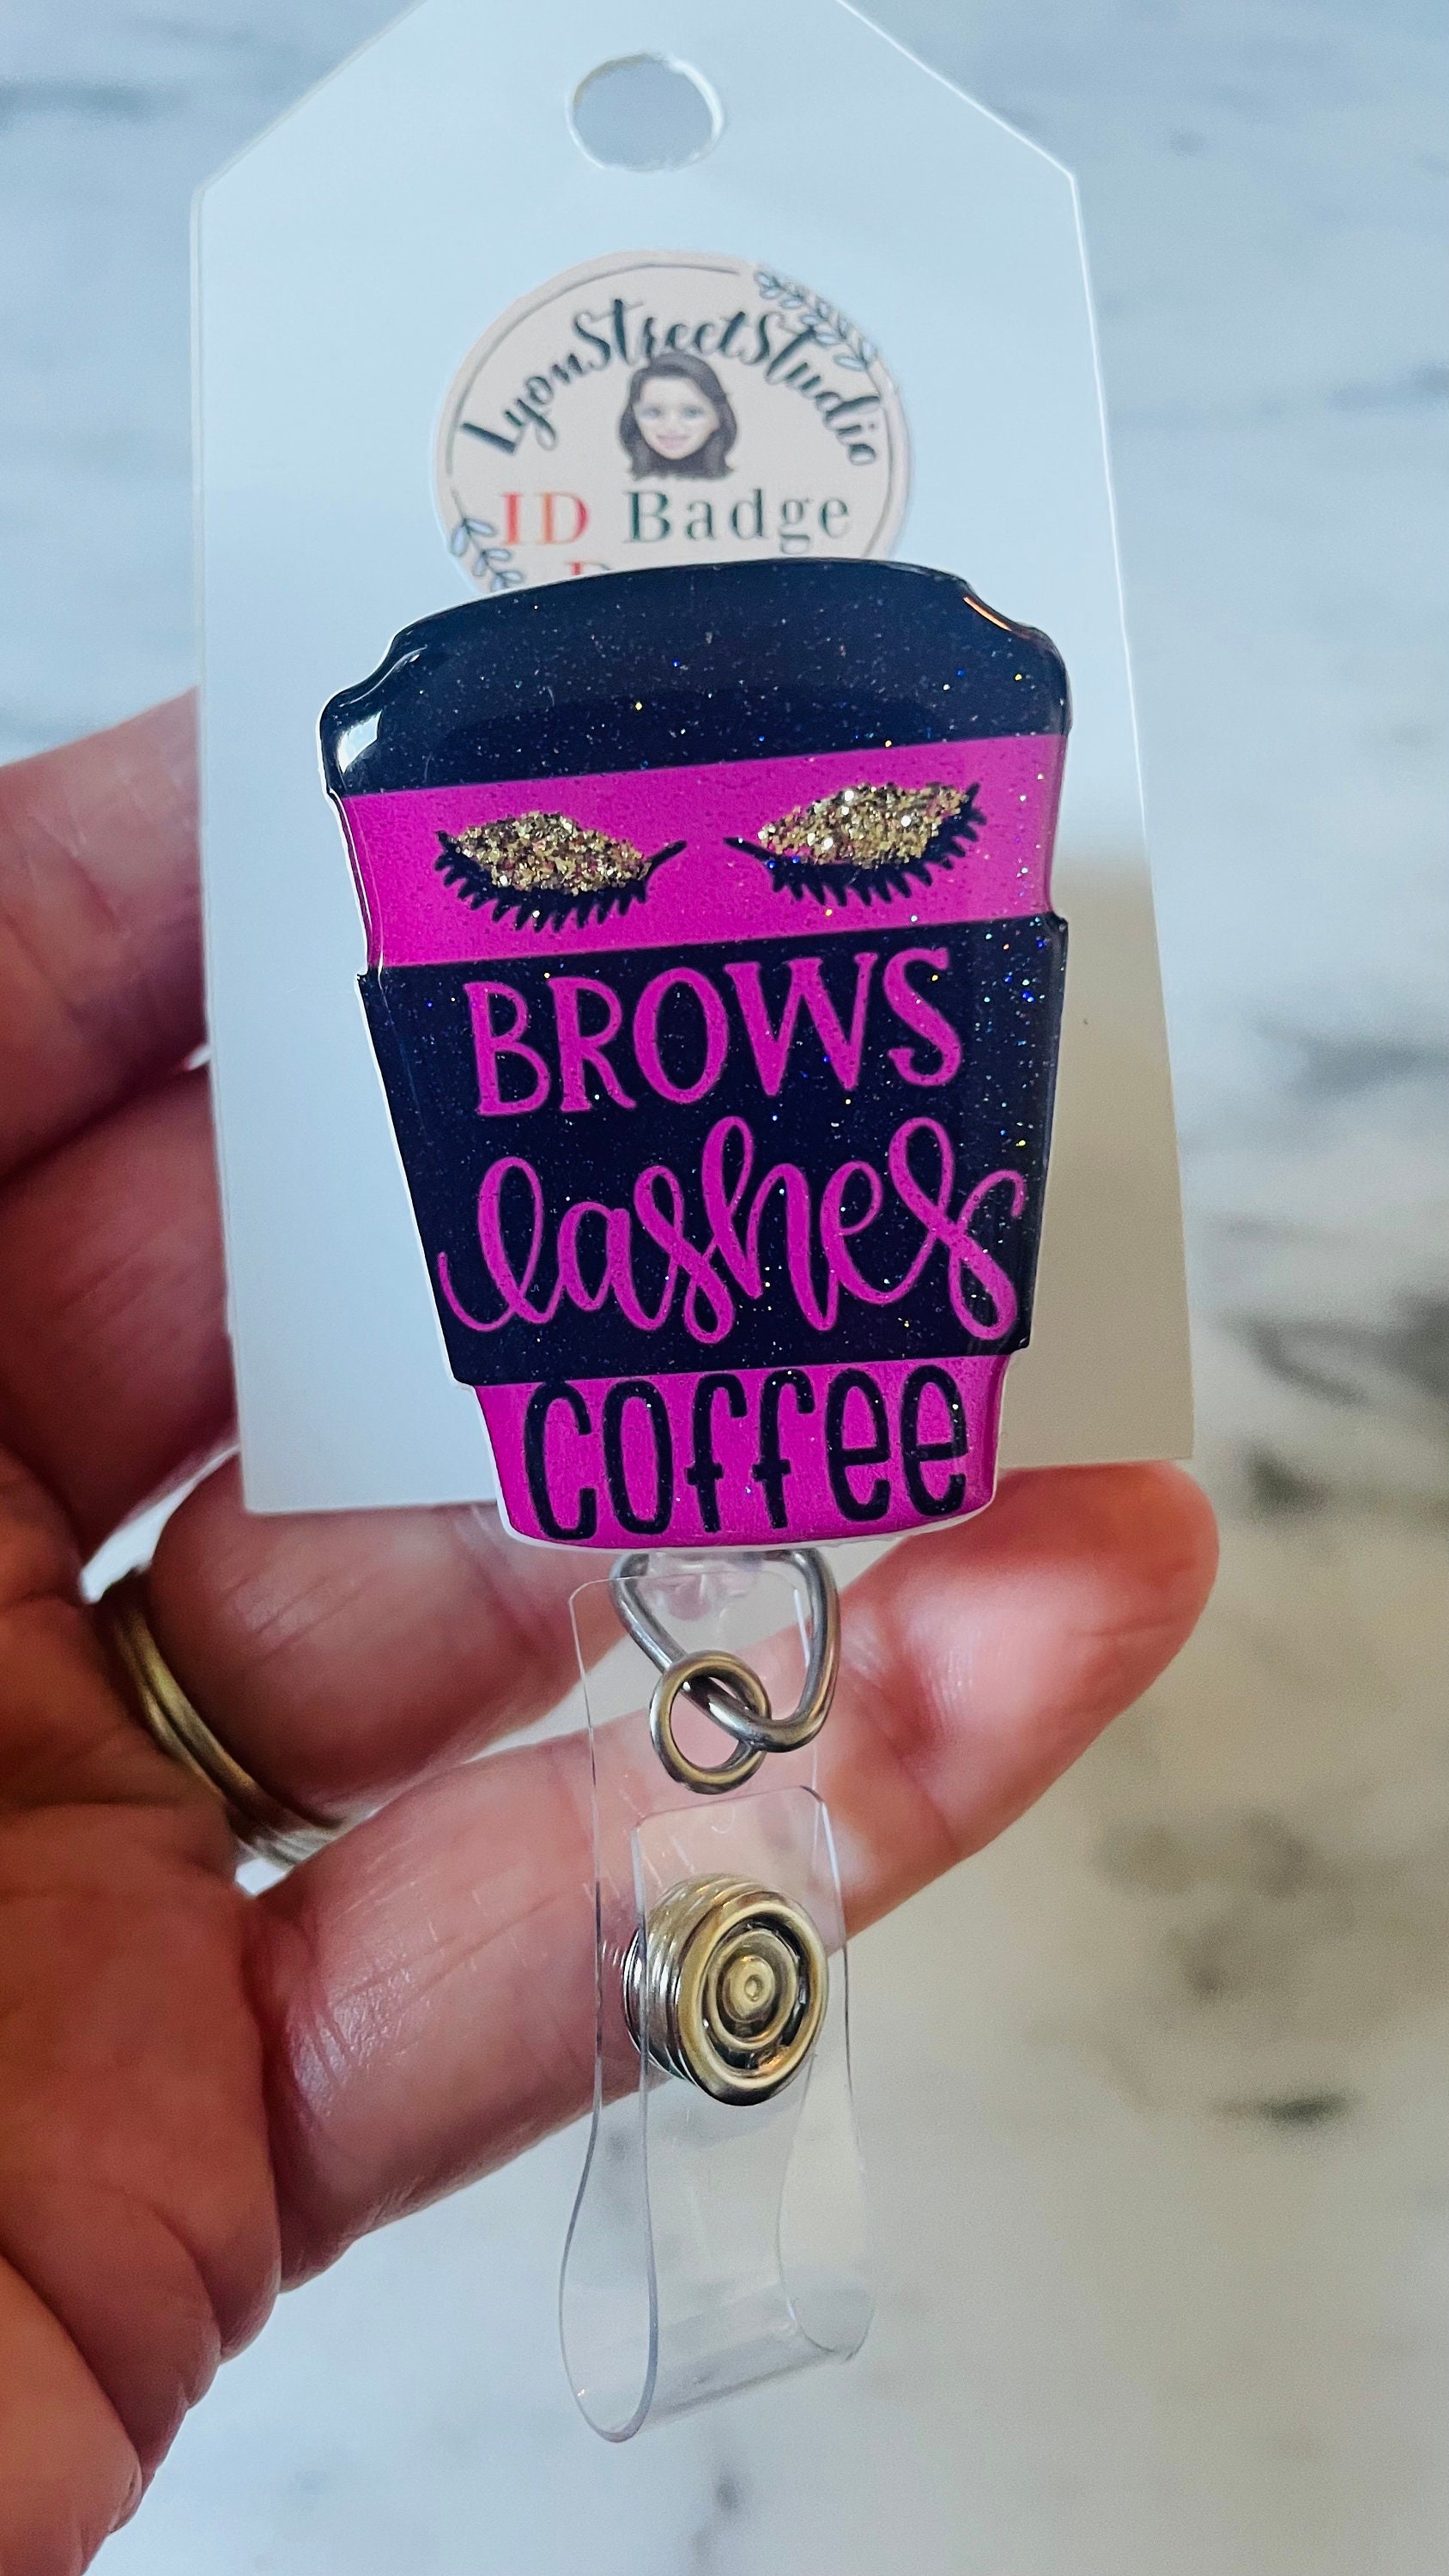 LyonStreetStudio
ID Badge
BROWS
lashes
coffee